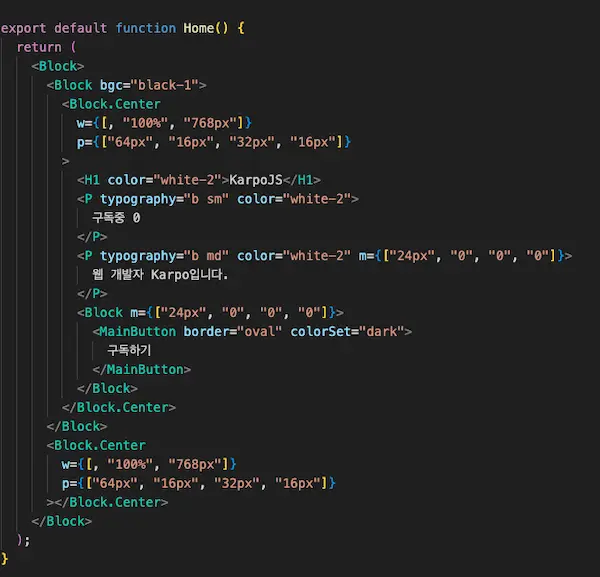 export default function Home() {
  return (
    <Block>
      <Block bgc="black-1">
        <Block.Center
          w={[, "100%", "768px"]}
          p={["64px", "16px", "32px", "16px"]}
        >
          <H1 color="white-2">KarpoJS</H1>
          <P typography="b sm" color="white-2">
            구독중 0
          </P>
          <P typography="b md" color="white-2" m={["24px", "0", "0", "0"]}>
            웹 개발자 Karpo입니다.
          </P>
          <Block m={["24px", "0", "0", "0"]}>
            <MainButton border="oval" colorSet="dark">
              구독하기
            </MainButton>
          </Block>
        </Block.Center>
      </Block>
      <Block.Center
        w={[, "100%", "768px"]}
        p={["64px", "16px", "32px", "16px"]}
      ></Block.Center>
    </Block>
  );
}